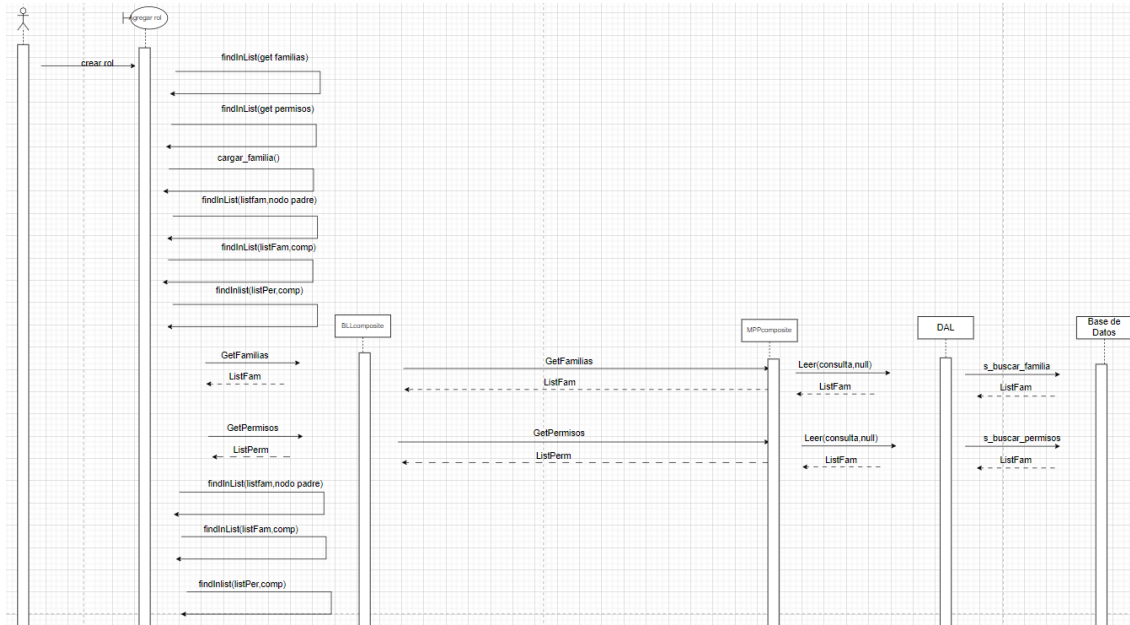 Agregar rol
crear rol
findInList(get familias)
findInList(get permisos)
cargar_familia()
findInList(listfam,nodo padre)
findInList(listFam,comp)
findInlist(listPer,comp)
BLLcomposite
MPPcomposite
DAL
Base de
Datos
GetFamilias
GetFamilias
Leer(consulta,null)
s_buscar_familia
ListFam
ListFam
ListFam
ListFam
GetPermisos
GetPermisos
Leer(consulta,null)
s_buscar_permisos
ListPerm
ListPerm
ListFam
ListFam
findInList(listfam,nodo padre)
findInList(listFam,comp)
findInlist(listPer,comp)